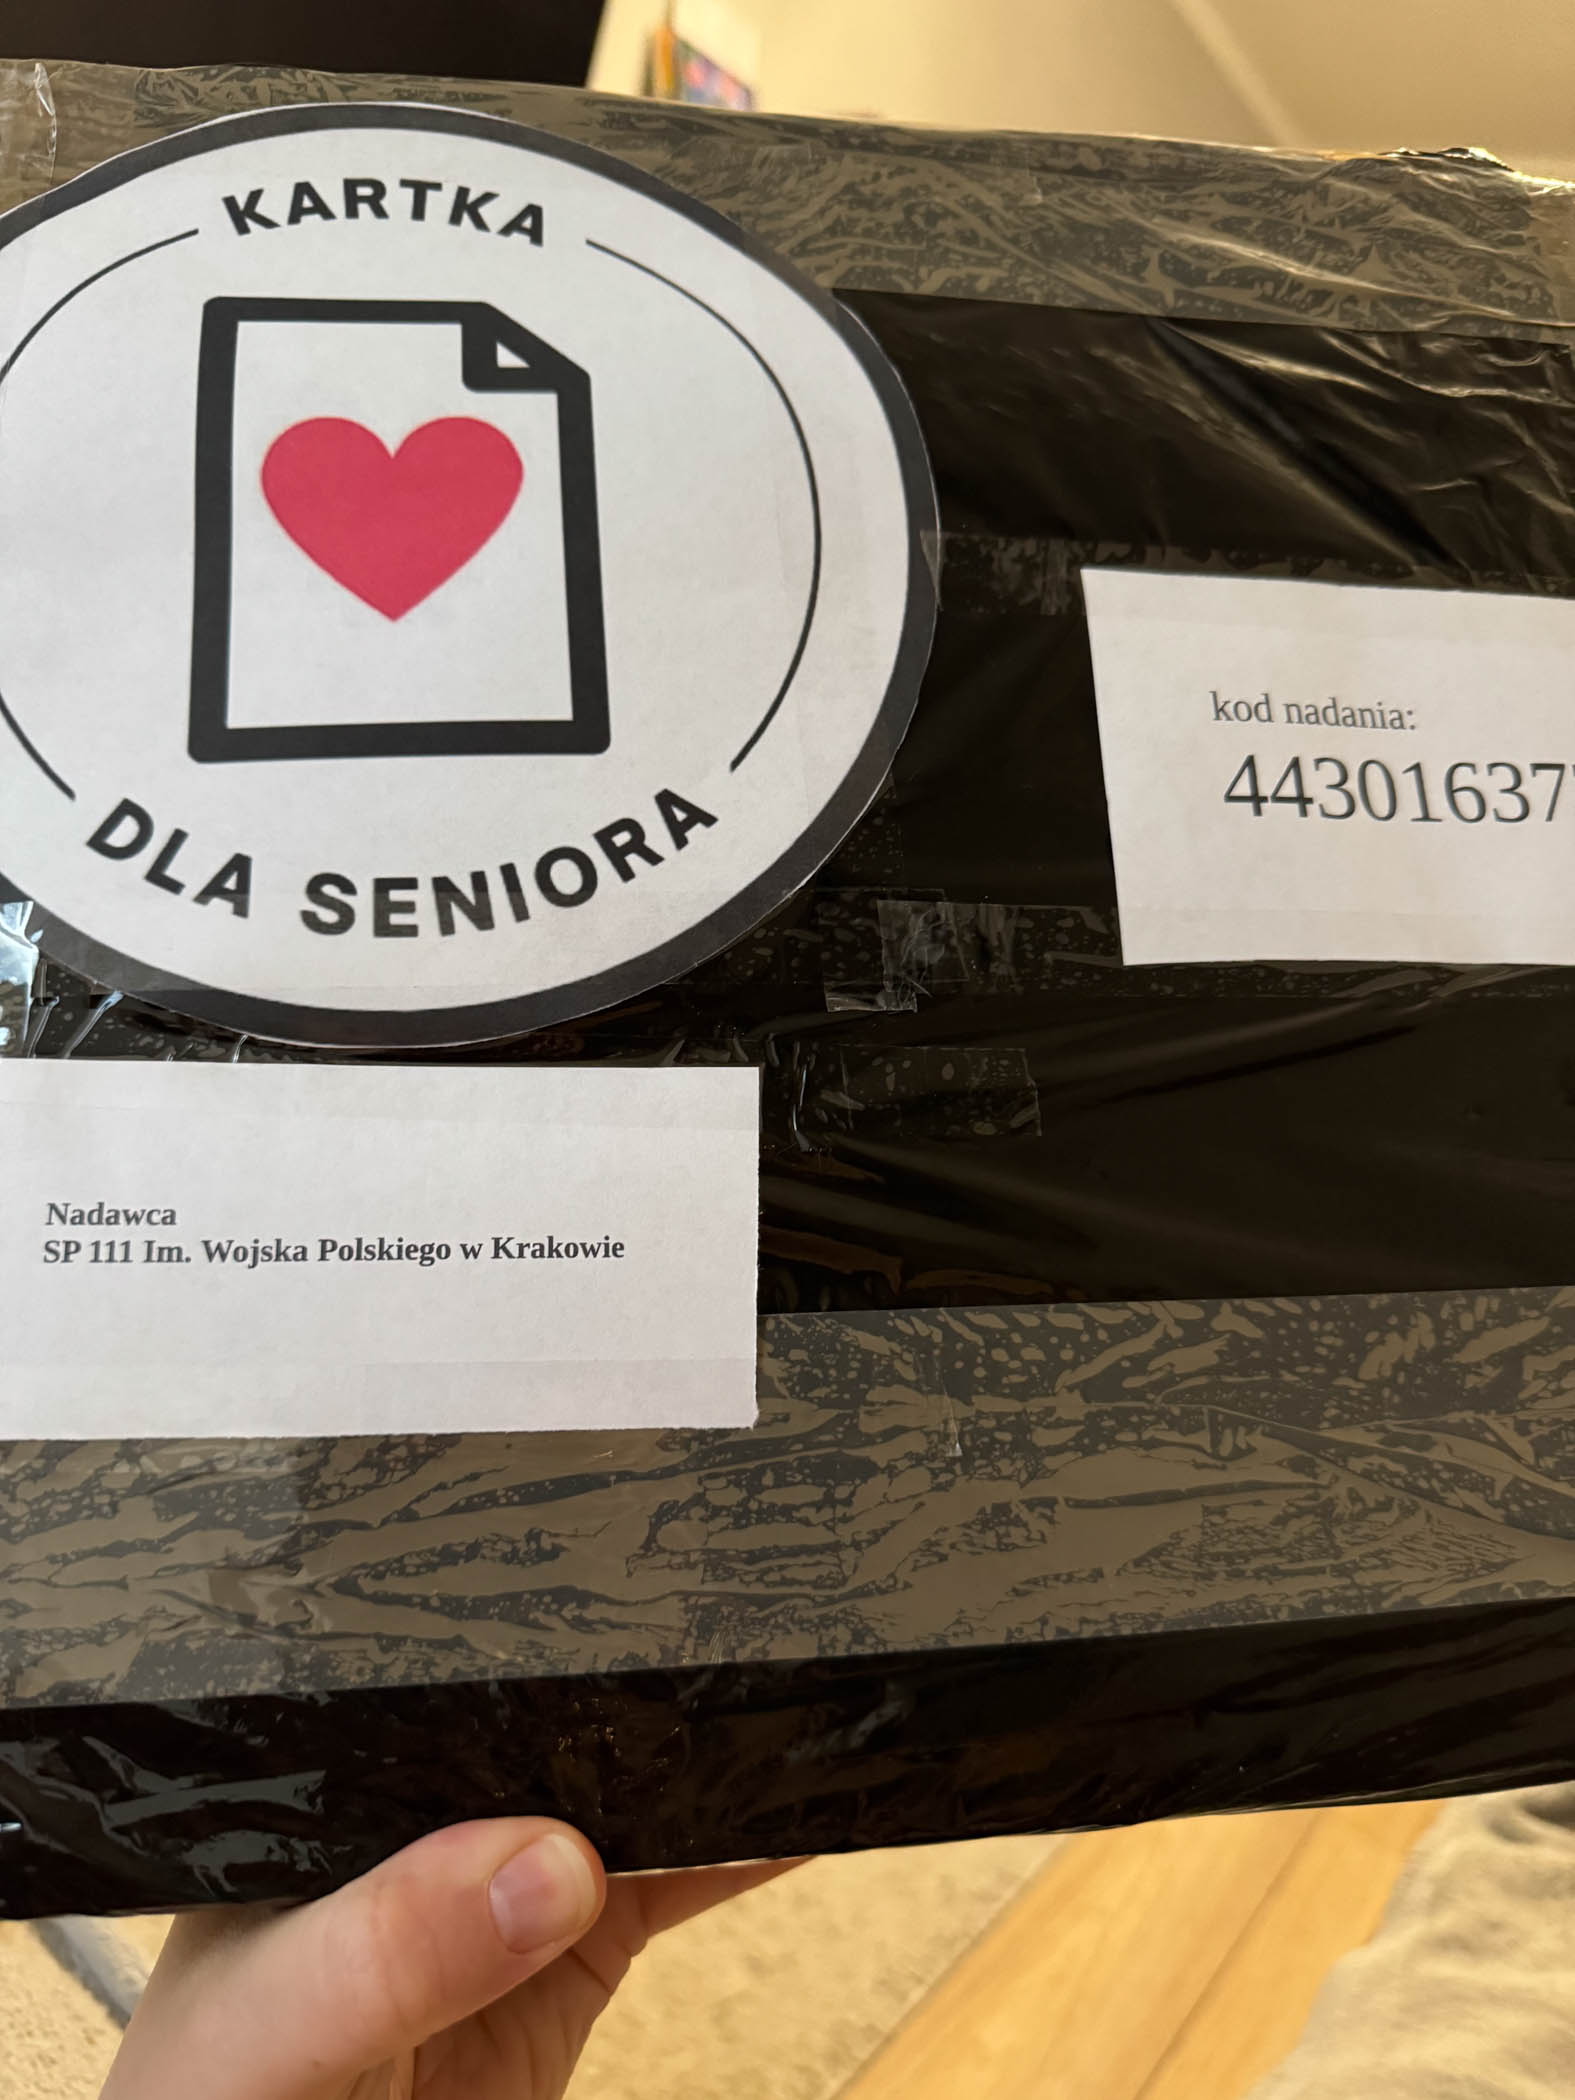 KARTKA
DLA SENIORA
kod nadania:
44301637
Nadawca
SP 111 Im. Wojska Polskiego w Krakowie